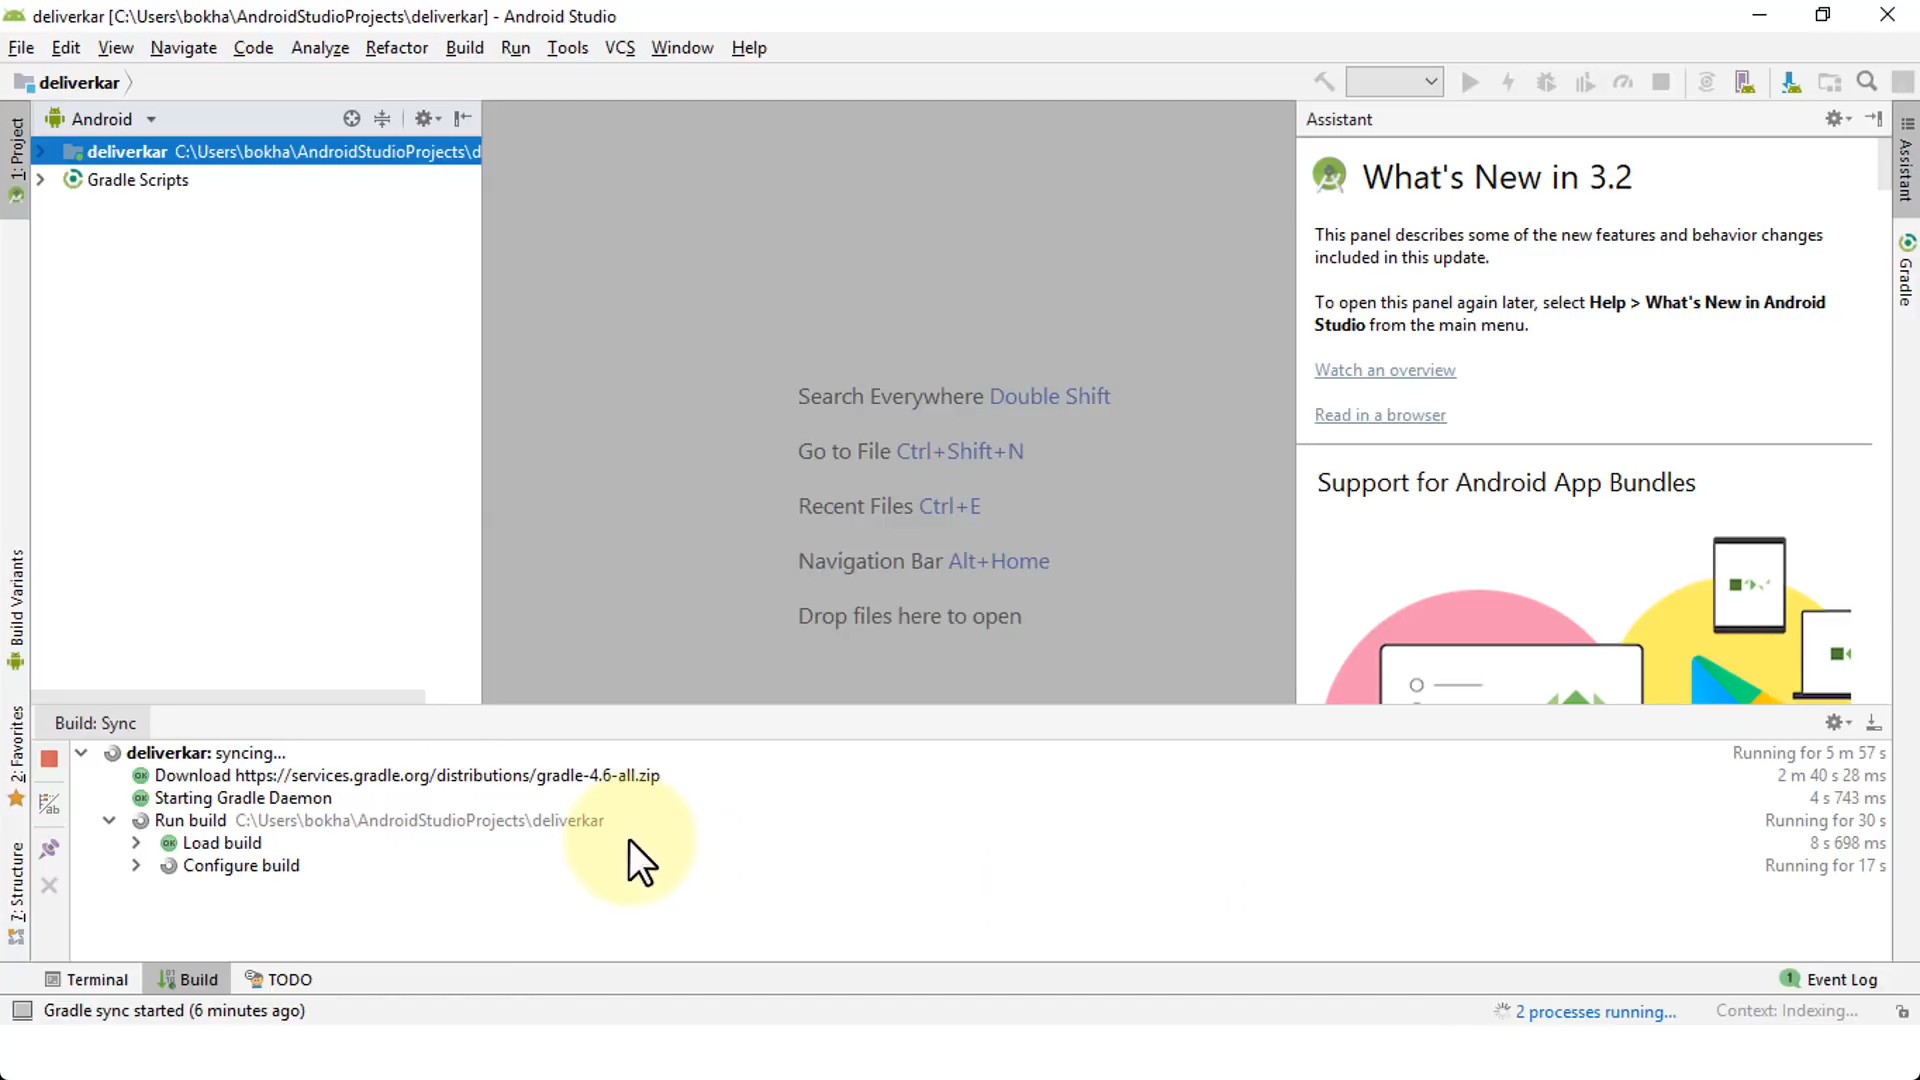 deliverkar [C:\Users\bokha\AndroidStudioProjects\deliverkar] - Android Studio
File Edit View Navigate Code Analyze Refactor Build Run Tools VCS Window Help
deliverkar
Android
Assistant
1: Project
deliverkar C:\Users\bokha\AndroidStudioProjects\d
Gradle Scripts
What's New in 3.2
This panel describes some of the new features and behavior changes
included in this update.
To open this panel again later, select Help > What's New in Android
Studio from the main menu.
Watch an overview
Read in a browser
Support for Android App Bundles
Assistant
Gradle
Search Everywhere Double Shift
Go to File Ctrl+Shift+N
Recent Files Ctrl+E
Navigation Bar Alt+Home
Drop files here to open
Build Variants
2: Favorites
7: Structure
Build: Sync
deliverkar: syncing... Running for 5 m 57 s
OK Download https://services.gradle.org/distributions/gradle-4.6-all.zip 2 m 40 s 28 ms
OK Starting Gradle Daemon 4 s 743 ms
Run build C:\Users\bokha\AndroidStudioProjects\deliverkar Running for 30 s
OK Load build 8 s 698 ms
Configure build Running for 17 s
Terminal Build TODO 1 Event Log
Gradle sync started (6 minutes ago) 2 processes running... Context: Indexing...